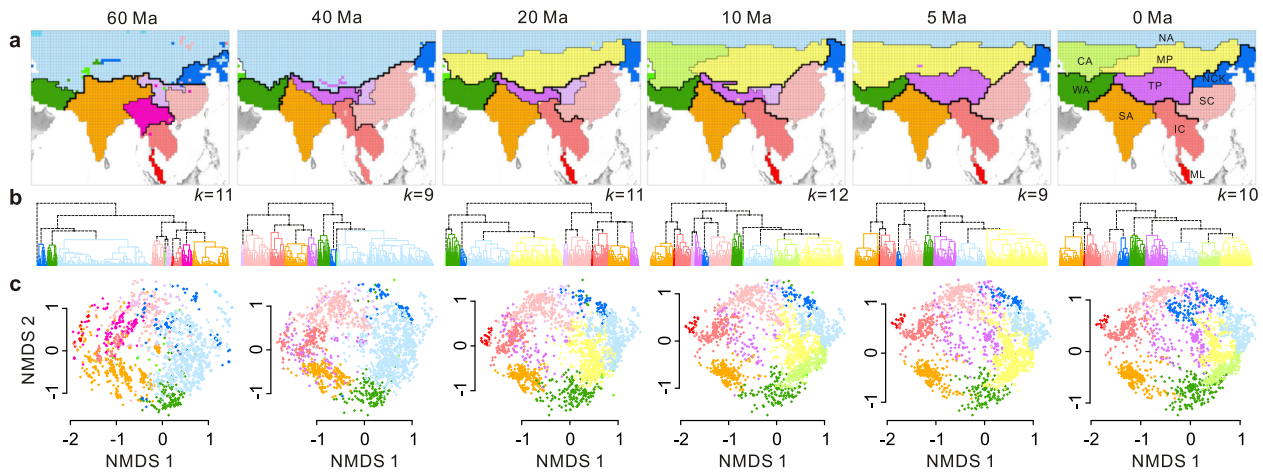 60 Ma 40 Ma 20 Ma 10 Ma 5 Ma 0 Ma
a
NA
CA MP
WA TP NCK
SA SC
IC
ML
b k=11 k=9 k=11 k=12 k=9 k=10
c
NMDS 2
1 1 1 1 1 1
0 0 0 0 0 0
-1 -1 -1 -1 -1 -1
-2 -1 0 1 -1 0 1 -1 0 1 -2 -1 0 1 -1 0 1 -2 -1 0 1
NMDS 1 NMDS 1 NMDS 1 NMDS 1 NMDS 1 NMDS 1